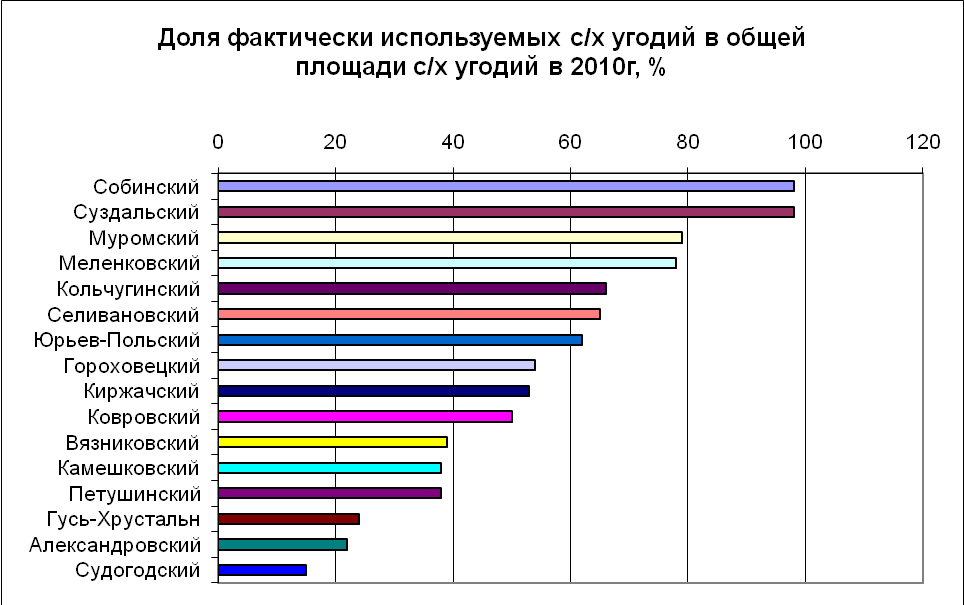 Доля фактически используемых с/х угодий в общей
площади с/х угодий в 2010г, %
0 20 40 60 80 100 120
Собинский
Суздальский
Муромский
Меленковский
Кольчугинский
Селивановский
Юрьев-Польский
Гороховецкий
Киржачский
Ковровский
Вязниковский
Камешковский
Петушинский
Гусь-Хрустальн
Александровский
Судогодский